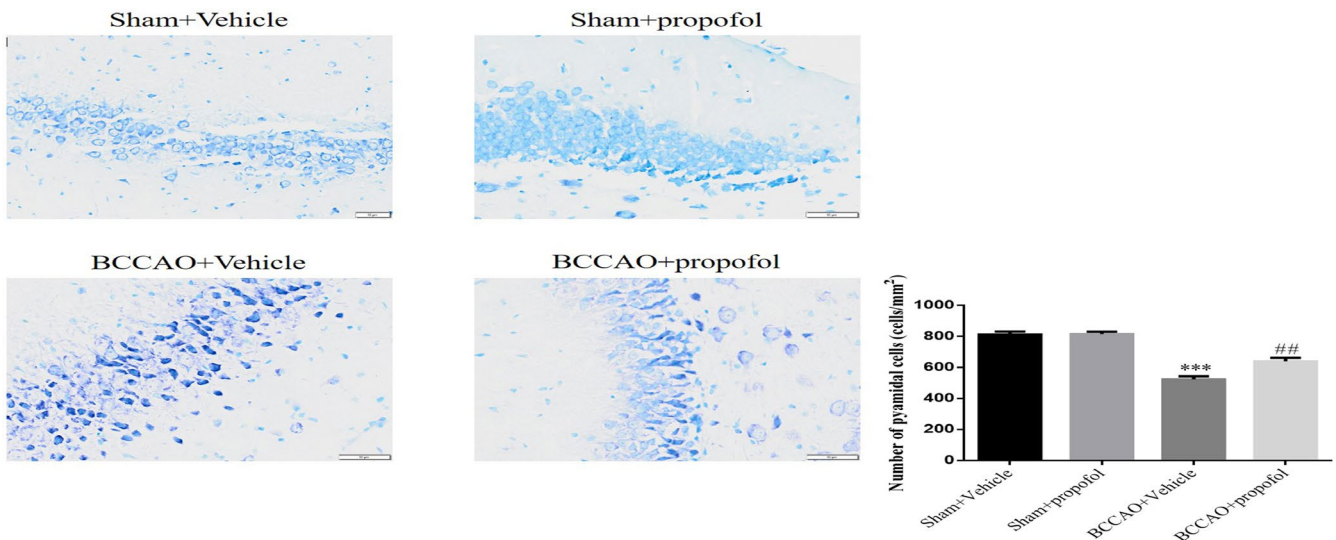 Sham+Vehicle
Sham+propofol
BCCAO+Vehicle
BCCAO+propofol
Number of pyamidal cells (cells/mm²)
1000
800
600
400
200
0
***
##
Sham+Vehicle
Sham+propofol
BCCAO+Vehicle
BCCAO+propofol